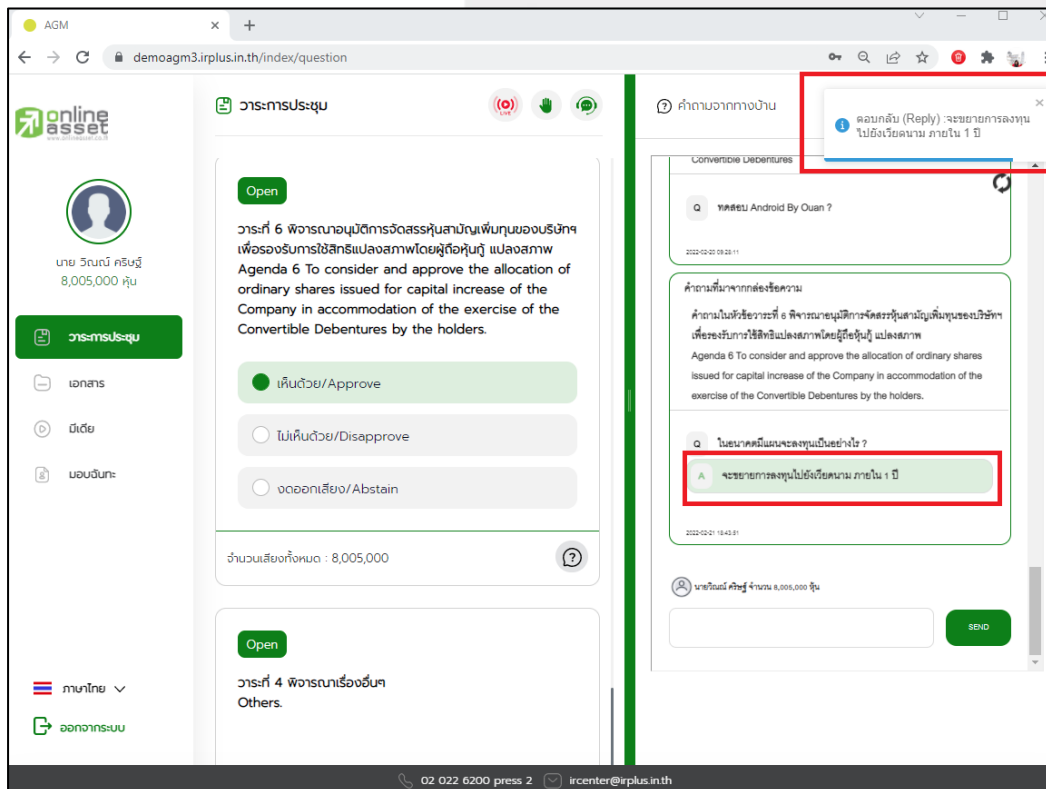 AGM
demoagm3.irplus.in.th/index/question
online
asset
www.onlineasset.co.th
นาย วิณณ์ ศริษฐ์
8,005,000 หุ้น
วาระการประชุม
เอกสาร
มีเดีย
มอบฉันทะ
ภาษาไทย
ออกจากระบบ
วาระการประชุม
LIVE
Open
วาระที่ 6 พิจารณาอนุมัติการจัดสรรหุ้นสามัญเพิ่มทุนของบริษัทฯ
เพื่อรองรับการใช้สิทธิแปลงสภาพโดยผู้ถือหุ้นกู้ แปลงสภาพ
Agenda 6 To consider and approve the allocation of
ordinary shares issued for capital increase of the
Company in accommodation of the exercise of the
Convertible Debentures by the holders.
เห็นด้วย/Approve
ไม่เห็นด้วย/Disapprove
งดออกเสียง/Abstain
จำนวนเสียงทั้งหมด : 8,005,000
Open
วาระที่ 4 พิจารณาเรื่องอื่นๆ
Others.
คำถามจากทางบ้าน
ตอบกลับ (Reply) :จะขยายการลงทุน
ไปยังเวียดนาม ภายใน 1 ปี
Convertible Debentures
Q ทดสอบ Android By Ouan ?
2022-02-20 09:28:11
คำถามที่มาจากกล่องข้อความ
คำถามในหัวข้อวาระที่ 6 พิจารณาอนุมัติการจัดสรรหุ้นสามัญเพิ่มทุนของบริษัทฯ
เพื่อรองรับการใช้สิทธิแปลงสภาพโดยผู้ถือหุ้นกู้ แปลงสภาพ
Agenda 6 To consider and approve the allocation of ordinary shares
issued for capital increase of the Company in accommodation of the
exercise of the Convertible Debentures by the holders.
Q ในอนาคตมีแผนจะลงทุนเป็นอย่างไร ?
A จะขยายการลงทุนไปยังเวียดนาม ภายใน 1 ปี
2022-02-21 18:43:51
นายวิณณ์ ศริษฐ์ จำนวน 8,005,000 หุ้น
SEND
02 022 6200 press 2 ircenter@irplus.in.th